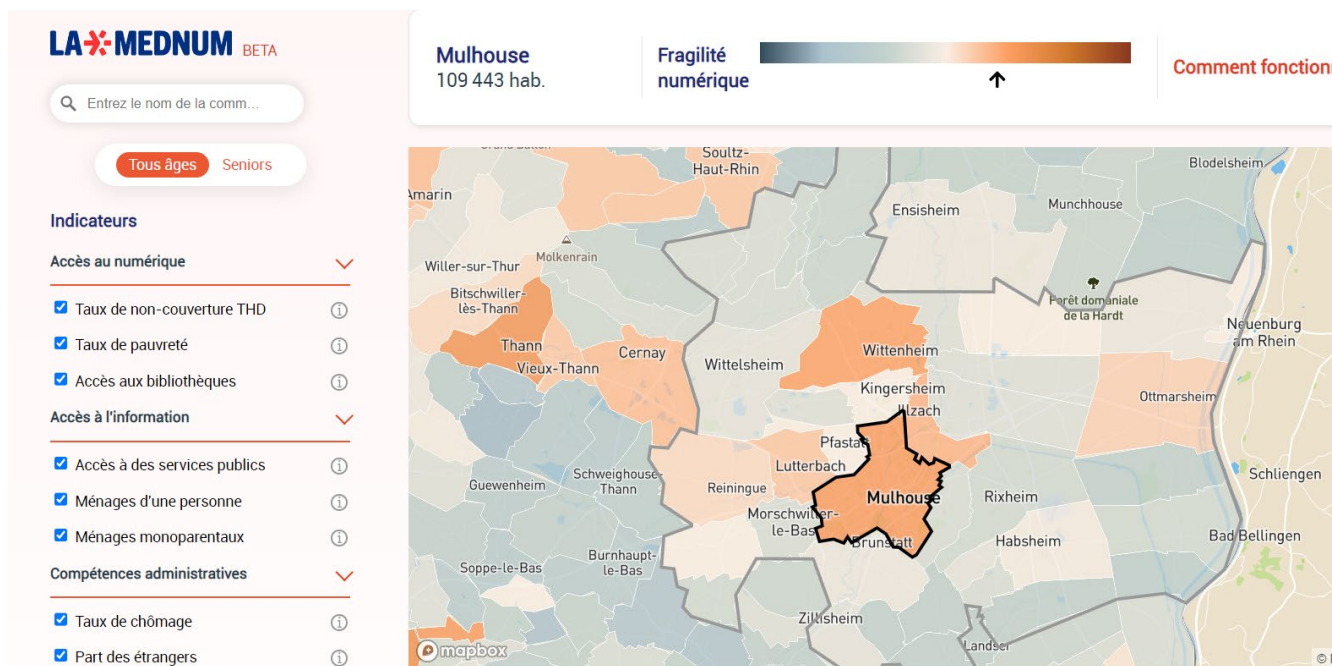 LA MEDNUM BETA
Entrez le nom de la comm...
Tous âges Seniors
Indicateurs
Accès au numérique
Taux de non-couverture THD
Taux de pauvreté
Accès aux bibliothèques
Accès à l'information
Accès à des services publics
Ménages d'une personne
Ménages monoparentaux
Compétences administratives
Taux de chômage
Part des étrangers
Mulhouse
109 443 hab.
Fragilité
numérique
Comment fonction
Soultz-
Haut-Rhin
Blodelsheim
Amarin
Ensisheim
Munchhouse
Molkenrain
Willer-sur-Thur
Bitschwiller-
lès-Thann
Forêt domaniale
de la Hardt
Neuenburg
am Rhein
Thann
Vieux-Thann
Cernay
Wittelsheim
Wittenheim
Kingersheim
Illzach
Ottmarsheim
Pfastatt
Lutterbach
Guewenheim
Schweighouse-
Thann
Reiningue
Mulhouse
Rixheim
Schliengen
Morschwiller-
le-Bas
Brunstatt
Habsheim
Bad Bellingen
Soppe-le-Bas
Burnhaupt-
le-Bas
Zillisheim
Landser
mapbox
©